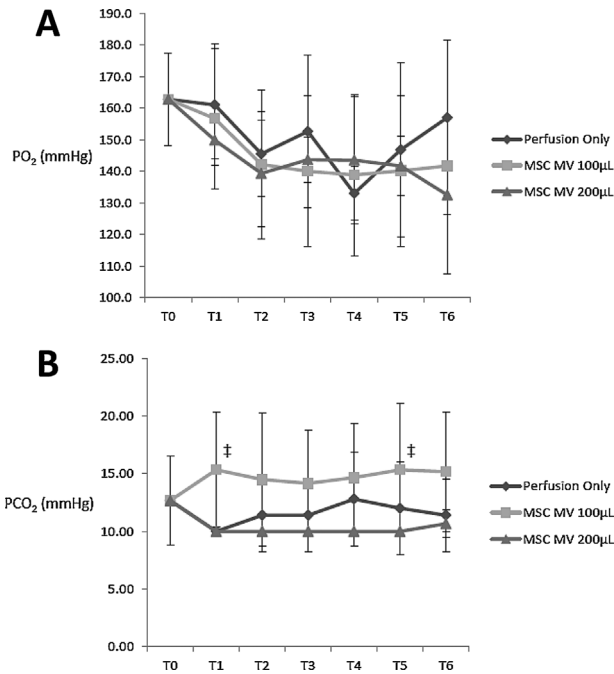 A
190.0
180.0
170.0
160.0
150.0
140.0
130.0
120.0
110.0
100.0
PO₂ (mmHg)
T0 T1 T2 T3 T4 T5 T6
Perfusion Only
MSC MV 100µL
MSC MV 200µL
B
25.00
20.00
15.00
10.00
5.00
0.00
PCO₂ (mmHg)
‡ ‡
T0 T1 T2 T3 T4 T5 T6
Perfusion Only
MSC MV 100µL
MSC MV 200µL